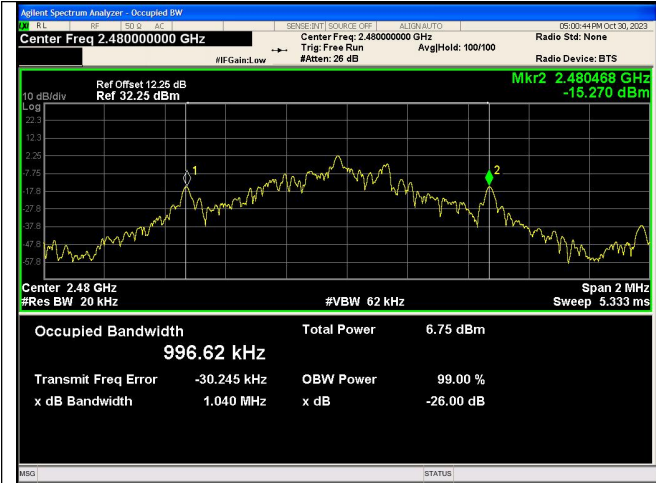 Agilent Spectrum Analyzer - Occupied BW
RL RF 50 Ω AC SENSE:INT SOURCE OFF ALIGN AUTO 05:00:44PM Oct 30, 2023
Center Freq 2.480000000 GHz Center Freq: 2.480000000 GHz Radio Std: None
Trig: Free Run Avg|Hold: 100/100
#IFGain:Low #Atten: 26 dB Radio Device: BTS
Mkr2 2.480468 GHz
Ref Offset 12.25 dB
10 dB/div Ref 32.25 dBm -15.270 dBm
Log
22.3
12.3
2.25
-7.75
1
2
-17.8
-27.8
-37.8
-47.8
-57.8
Center 2.48 GHz Span 2 MHz
#Res BW 20 kHz #VBW 62 kHz Sweep 5.333 ms
Occupied Bandwidth Total Power 6.75 dBm
996.62 kHz
Transmit Freq Error -30.245 kHz OBW Power 99.00 %
x dB Bandwidth 1.040 MHz x dB -26.00 dB
MSG STATUS